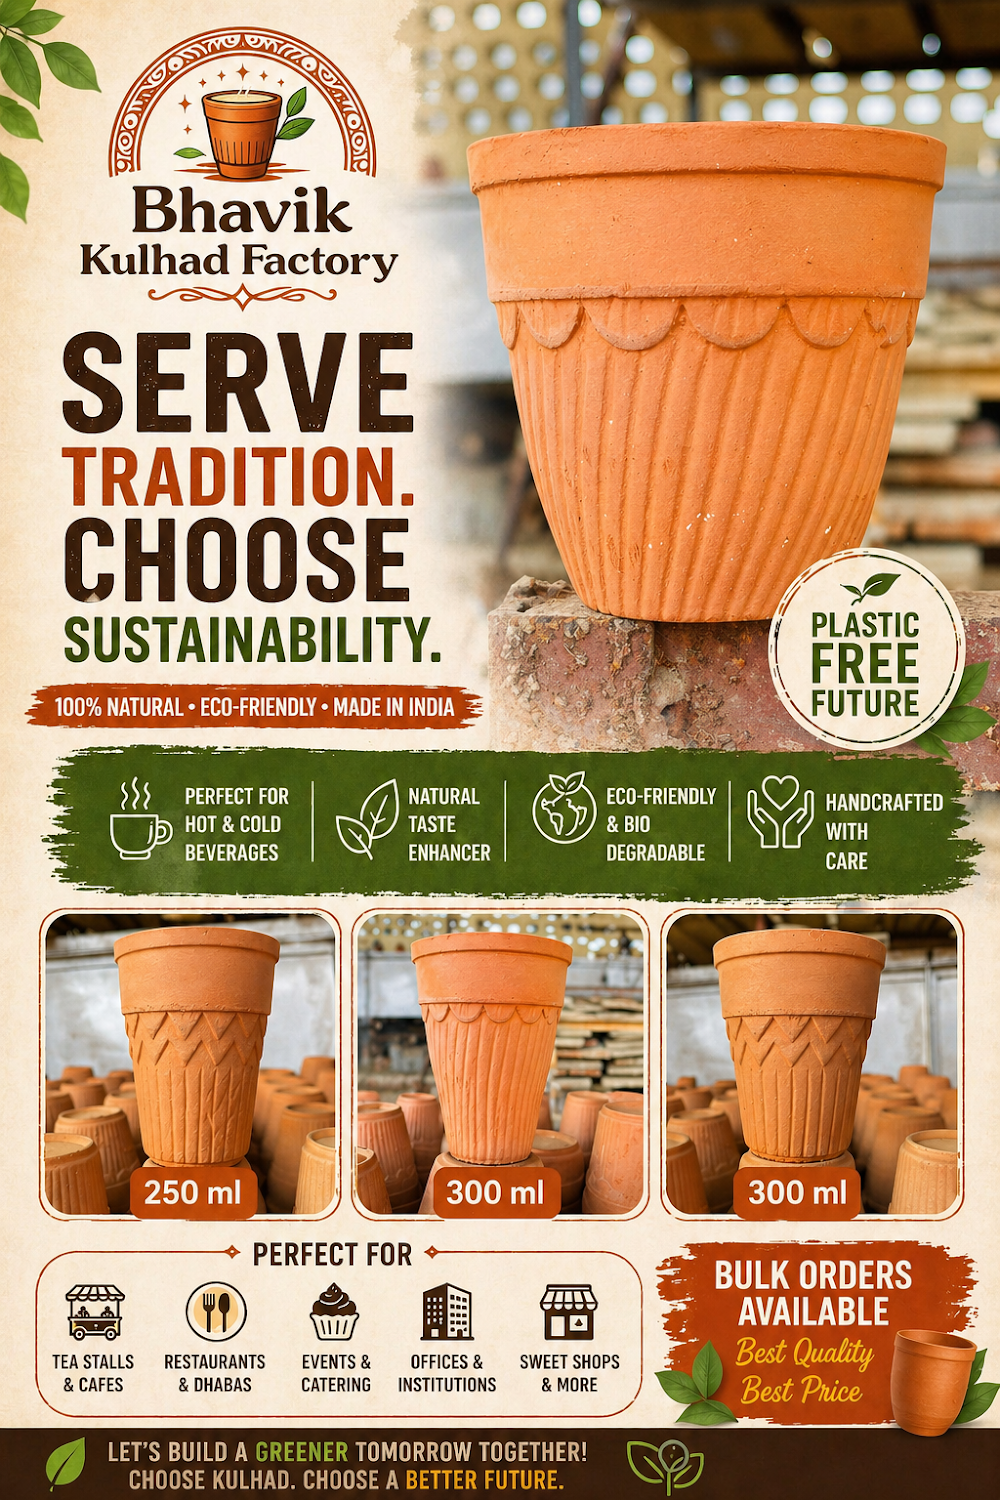 Bhavik
Kulhad Factory
SERVE
TRADITION.
CHOOSE
SUSTAINABILITY.
100% NATURAL • ECO-FRIENDLY • MADE IN INDIA
PLASTIC
FREE
FUTURE
PERFECT FOR
HOT & COLD
BEVERAGES
NATURAL
TASTE
ENHANCER
ECO-FRIENDLY
& BIO
DEGRADABLE
HANDCRAFTED
WITH
CARE
250 ml
300 ml
300 ml
PERFECT FOR
TEA STALLS
& CAFES
RESTAURANTS
& DHABAS
EVENTS &
CATERING
OFFICES &
INSTITUTIONS
SWEET SHOPS
& MORE
BULK ORDERS
AVAILABLE
Best Quality
Best Price
LET'S BUILD A GREENER TOMORROW TOGETHER!
CHOOSE KULHAD. CHOOSE A BETTER FUTURE.